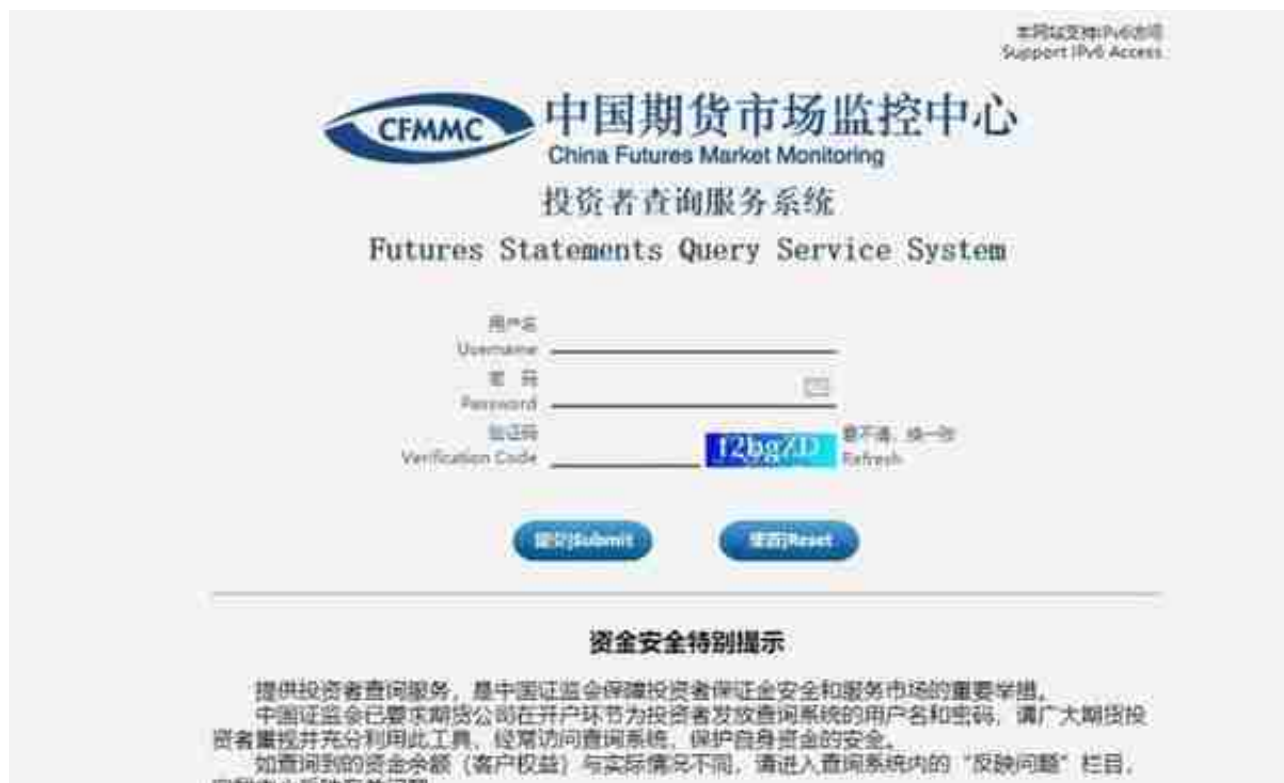 本网站支持IPv6访问
Support IPv6 Access
CFMMC
中国期货市场监控中心
China Futures Market Monitoring
投资者查询服务系统
Futures Statements Query Service System
用户名
Username
密 码
Password
验证码
Verification Code
看不清，换一张
Refresh
提交|Submit
重置|Reset
资金安全特别提示
提供投资者查询服务，是中国证监会保障投资者保证金安全和服务市场的重要举措。
中国证监会已要求期货公司在开户环节为投资者发放查询系统的用户名和密码，请广大期货投
资者重视并充分利用此工具，经常访问查询系统，保护自身资金的安全。
如查询到的资金余额（客户权益）与实际情况不同，请进入查询系统内的“反映问题”栏目，